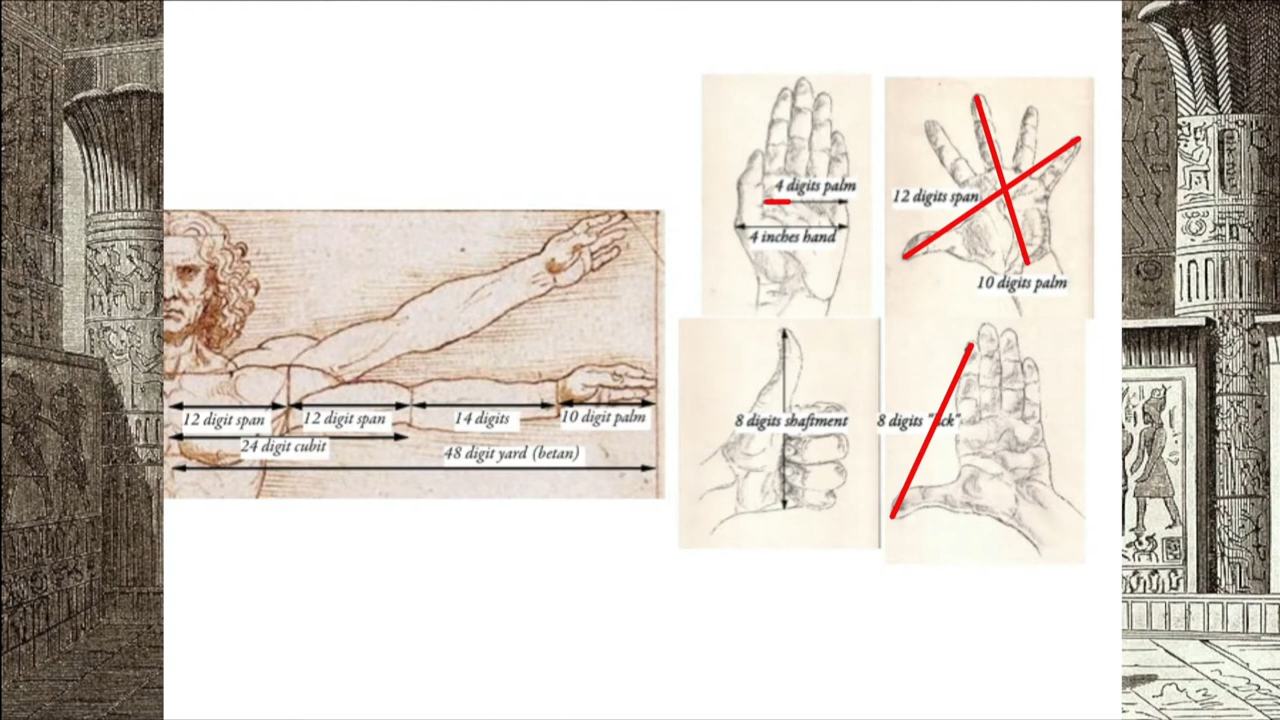 12 digit span
12 digit span
14 digits
10 digit palm
24 digit cubit
48 digit yard (betan)
4 digits palm
4 inches hand
12 digits span
10 digits palm
8 digits shaftment
8 digits